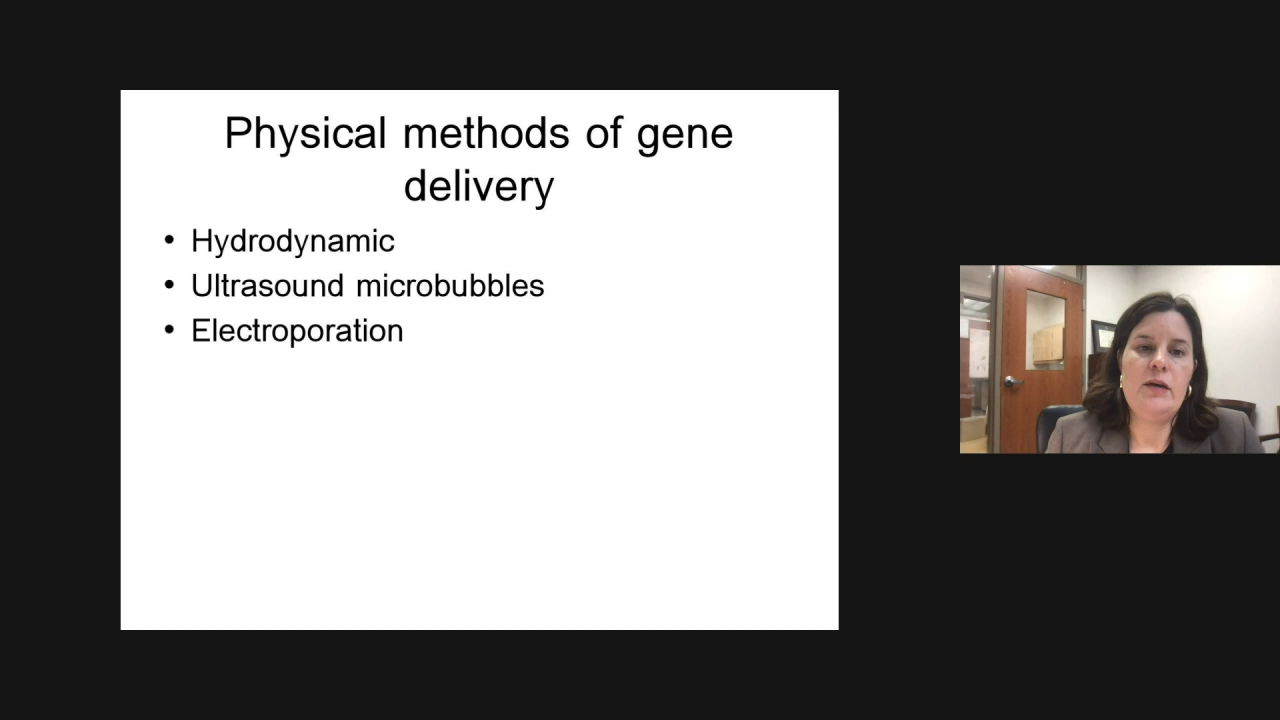 Physical methods of gene
delivery
• Hydrodynamic
• Ultrasound microbubbles
• Electroporation